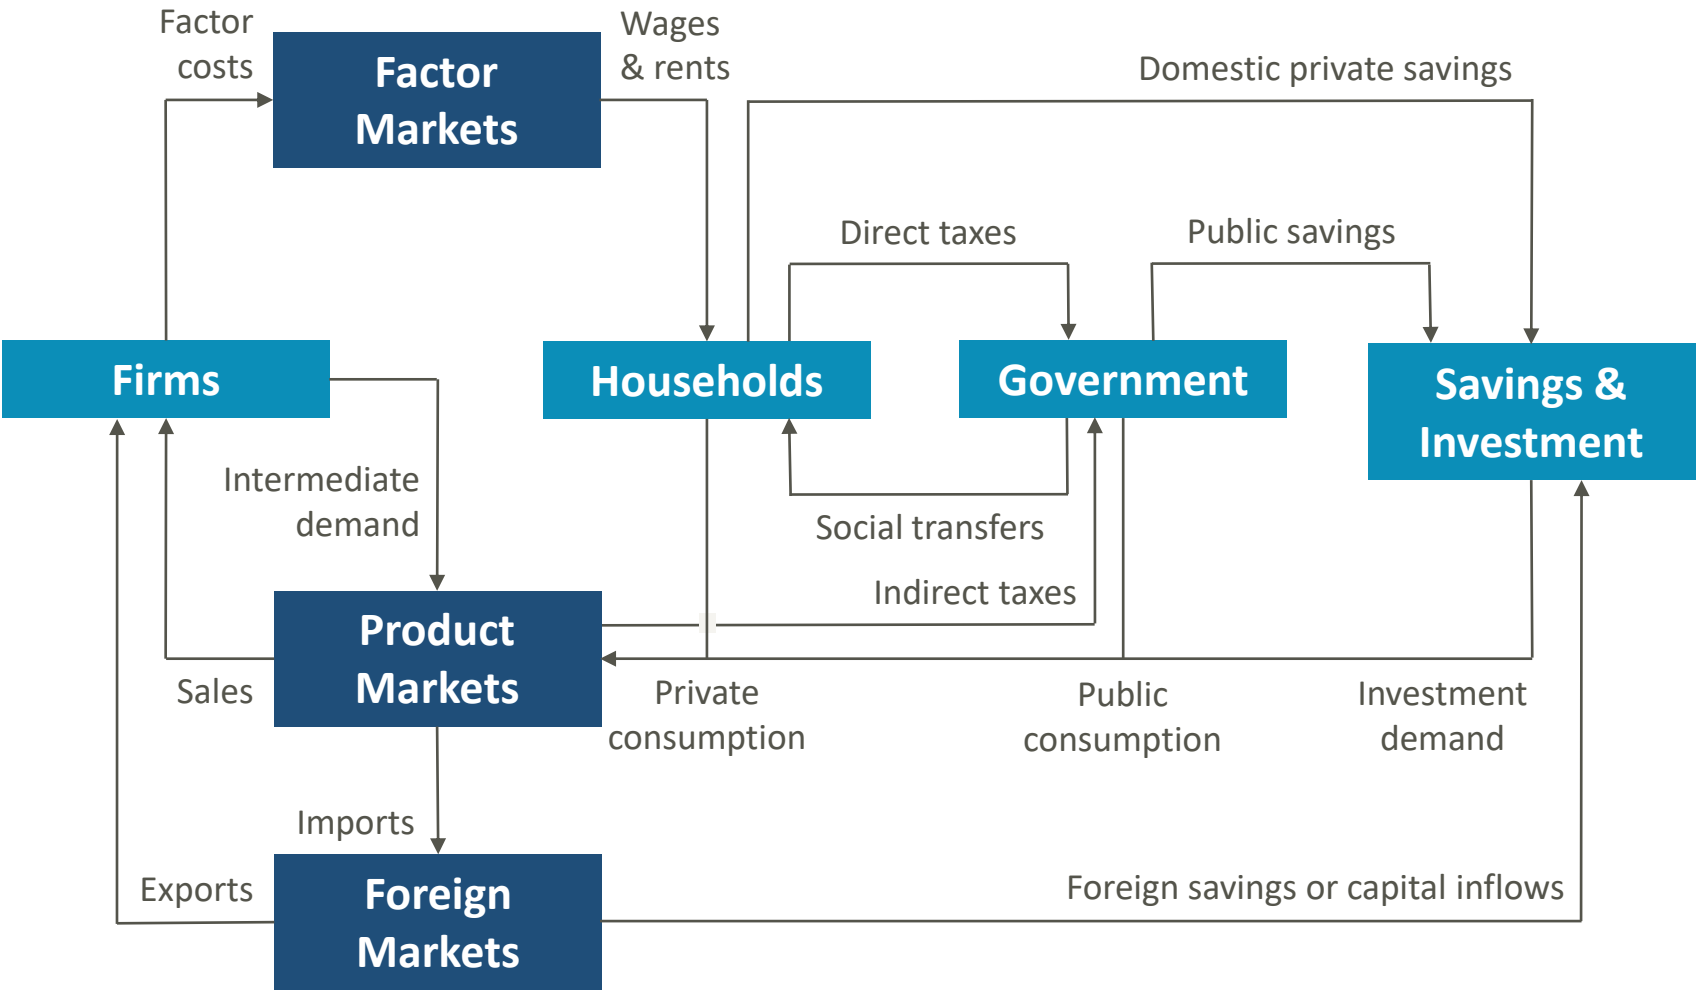 Factor
costs
Factor
Markets
Wages
& rents
Domestic private savings
Direct taxes
Public savings
Firms
Households
Government
Savings &
Investment
Intermediate
demand
Social transfers
Indirect taxes
Product
Markets
Sales
Private
consumption
Public
consumption
Investment
demand
Imports
Exports
Foreign
Markets
Foreign savings or capital inflows